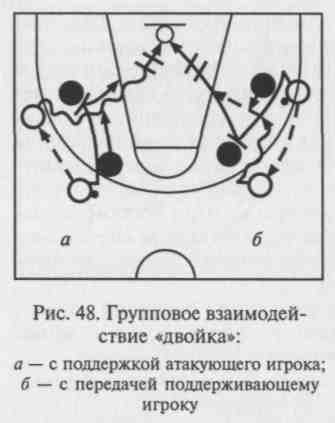 а б
Рис. 48. Групповое взаимодей-
ствие «двойка»:
а — с поддержкой атакующего игрока;
б — с передачей поддерживающему
игроку